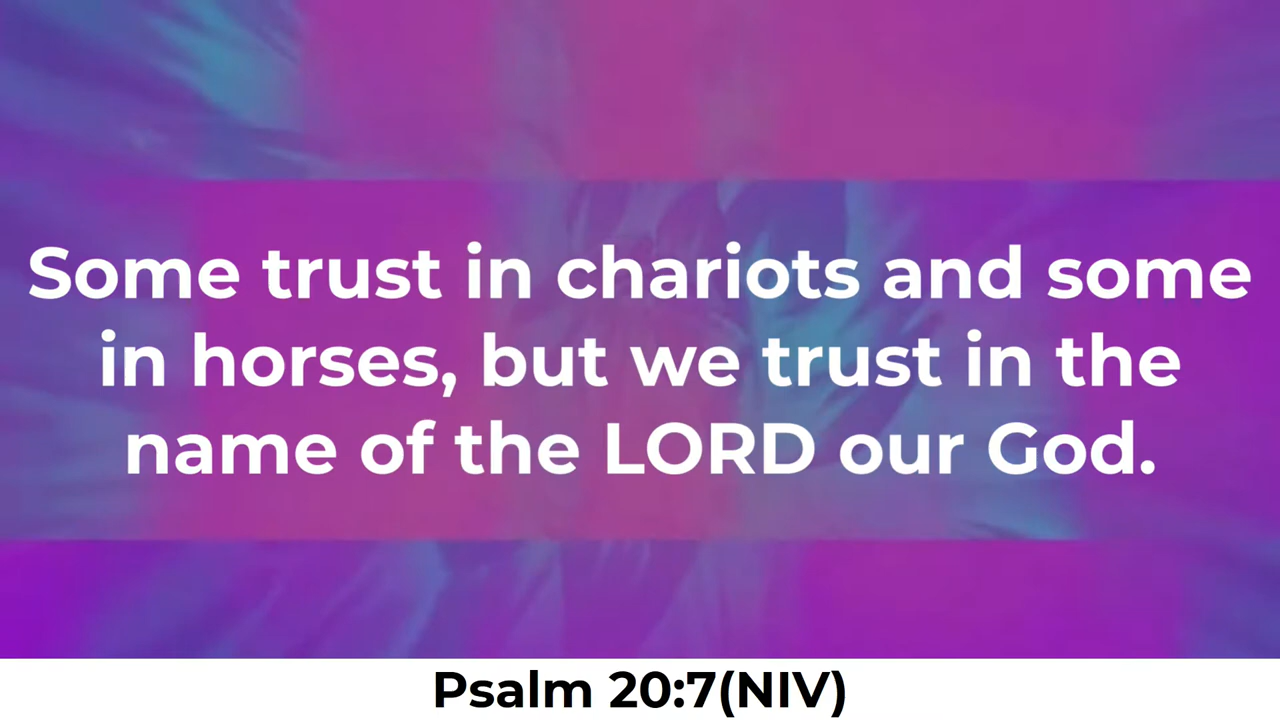 Some trust in chariots and some
in horses, but we trust in the
name of the LORD our God.
Psalm 20:7(NIV)